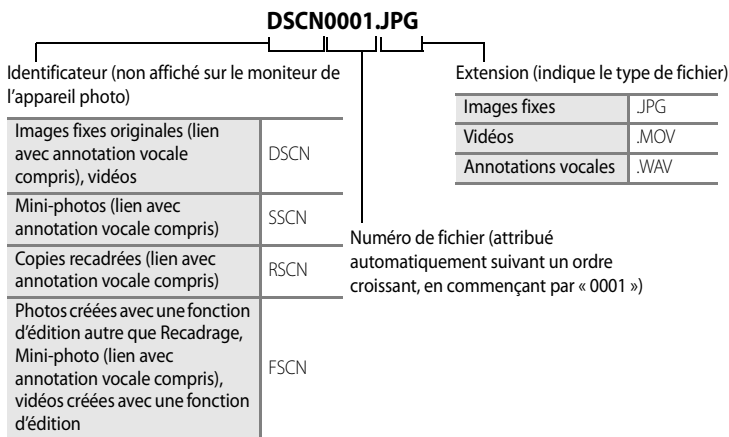 DSCN0001.JPG
Identificateur (non affiché sur le moniteur de
l'appareil photo)
Images fixes originales (lien
avec annotation vocale
compris), vidéos
DSCN
Mini-photos (lien avec
annotation vocale compris)
SSCN
Copies recadrées (lien avec
annotation vocale compris)
RSCN
Photos créées avec une fonction
d'édition autre que Recadrage,
Mini-photo (lien avec
annotation vocale compris),
vidéos créées avec une fonction
d'édition
FSCN
Numéro de fichier (attribué
automatiquement suivant un ordre
croissant, en commençant par « 0001 »)
Extension (indique le type de fichier)
Images fixes .JPG
Vidéos .MOV
Annotations vocales .WAV